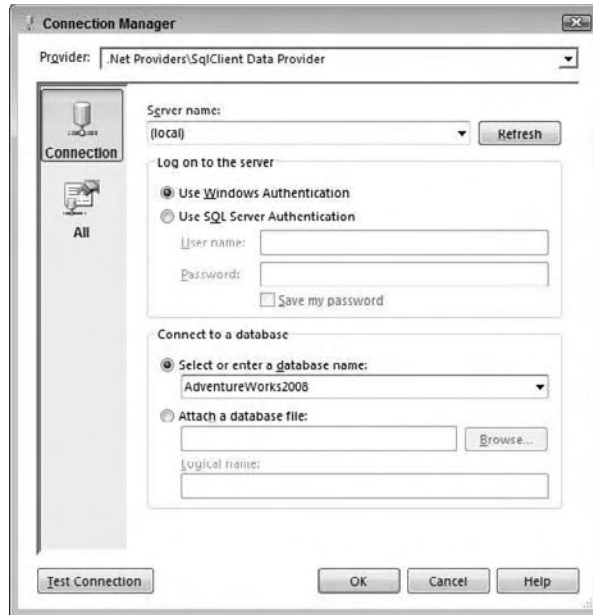 Connection Manager
Provider: .Net Providers\SqlClient Data Provider
Connection
All
Server name:
(local)
Refresh
Log on to the server
Use Windows Authentication
Use SQL Server Authentication
User name:
Password:
Save my password
Connect to a database
Select or enter a database name:
AdventureWorks2008
Attach a database file:
Browse...
Logical name:
Test Connection
OK
Cancel
Help